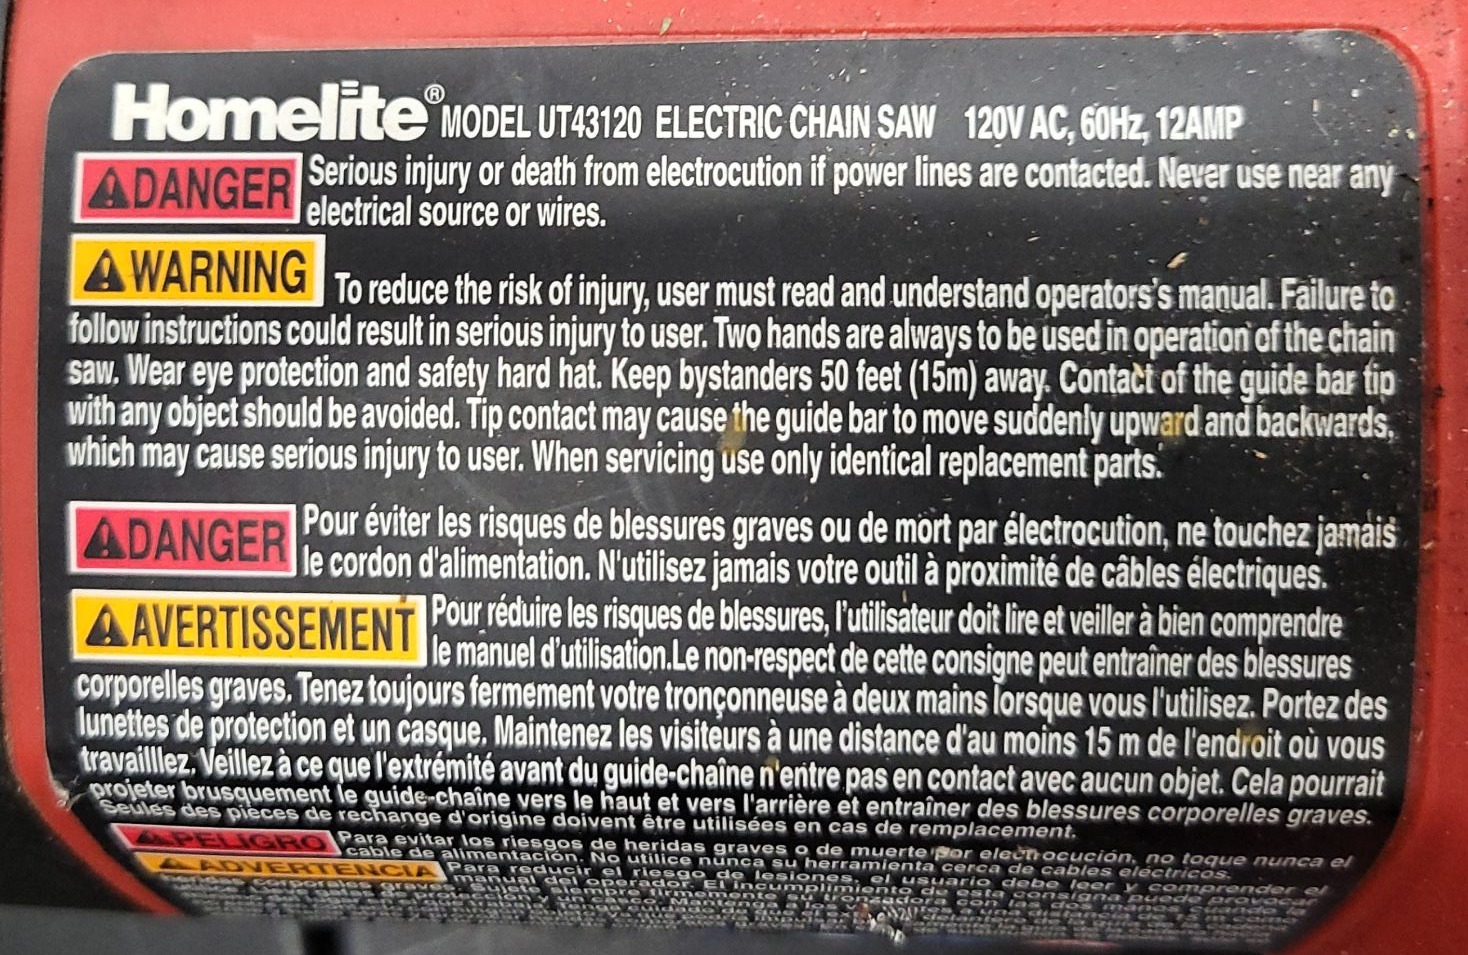 Homelite® MODEL UT43120 ELECTRIC CHAIN SAW 120V AC, 60Hz, 12AMP
DANGER Serious injury or death from electrocution if power lines are contacted. Never use near any
electrical source or wires.
WARNING To reduce the risk of injury, user must read and understand operators's manual. Failure to
follow instructions could result in serious injury to user. Two hands are always to be used in operation of the chain
saw. Wear eye protection and safety hard hat. Keep bystanders 50 feet (15m) away. Contact of the guide bar tip
with any object should be avoided. Tip contact may cause the guide bar to move suddenly upward and backwards,
which may cause serious injury to user. When servicing use only identical replacement parts.
DANGER Pour éviter les risques de blessures graves ou de mort par électrocution, ne touchez jamais
le cordon d'alimentation. N'utilisez jamais votre outil à proximité de câbles électriques.
AVERTISSEMENT Pour réduire les risques de blessures, l'utilisateur doit lire et veiller à bien comprendre
le manuel d'utilisation.Le non-respect de cette consigne peut entraîner des blessures
corporelles graves. Tenez toujours fermement votre tronçonneuse à deux mains lorsque vous l'utilisez. Portez des
lunettes de protection et un casque. Maintenez les visiteurs à une distance d'au moins 15 m de l'endroit où vous
travailllez. Veillez à ce que l'extrémité avant du guide-chaîne n'entre pas en contact avec aucun objet. Cela pourrait
projeter brusquement le guide-chaîne vers le haut et vers l'arrière et entraîner des blessures corporelles graves.
Seules des pièces de rechange d'origine doivent être utilisées en cas de remplacement.
PELIGRO Para evitar los riesgos de heridas graves o de muerte por electrocución, no toque nunca el
cable de alimentación. No utilice nunca su herramienta cerca de cables eléctricos.
ADVERTENCIA Para reducir el riesgo de lesiones, el usuario debe leer y comprender el
manual del operador. El incumplimiento de esta consigna puede provocar